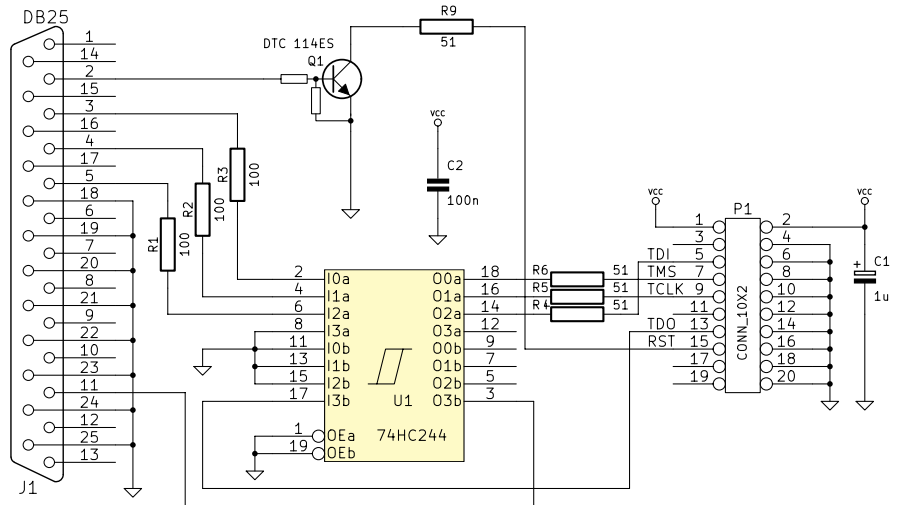 DB25
1
14
2
15
3
16
4
17
5
18
6
19
7
20
8
21
9
22
10
23
11
24
12
25
13
J1
R1
100
R2
100
R3
100
DTC 114ES
Q1
R9
51
VCC
C2
100n
2 I0a O0a 18
4 I1a O1a 16
6 I2a O2a 14
8 I3a O3a 12
11 I0b O0b 9
13 I1b O1b 7
15 I2b O2b 5
17 I3b U1 O3b 3
1 OEa 74HC244
19 OEb
R6 51
R5 51
R4 51
VCC
P1
VCC
1 2
3 4
TDI 5 6
TMS 7 8
TCLK 9 10
11 12
TDO 13 14
RST 15 16
17 18
19 20
CONN_10X2
+
C1
1u